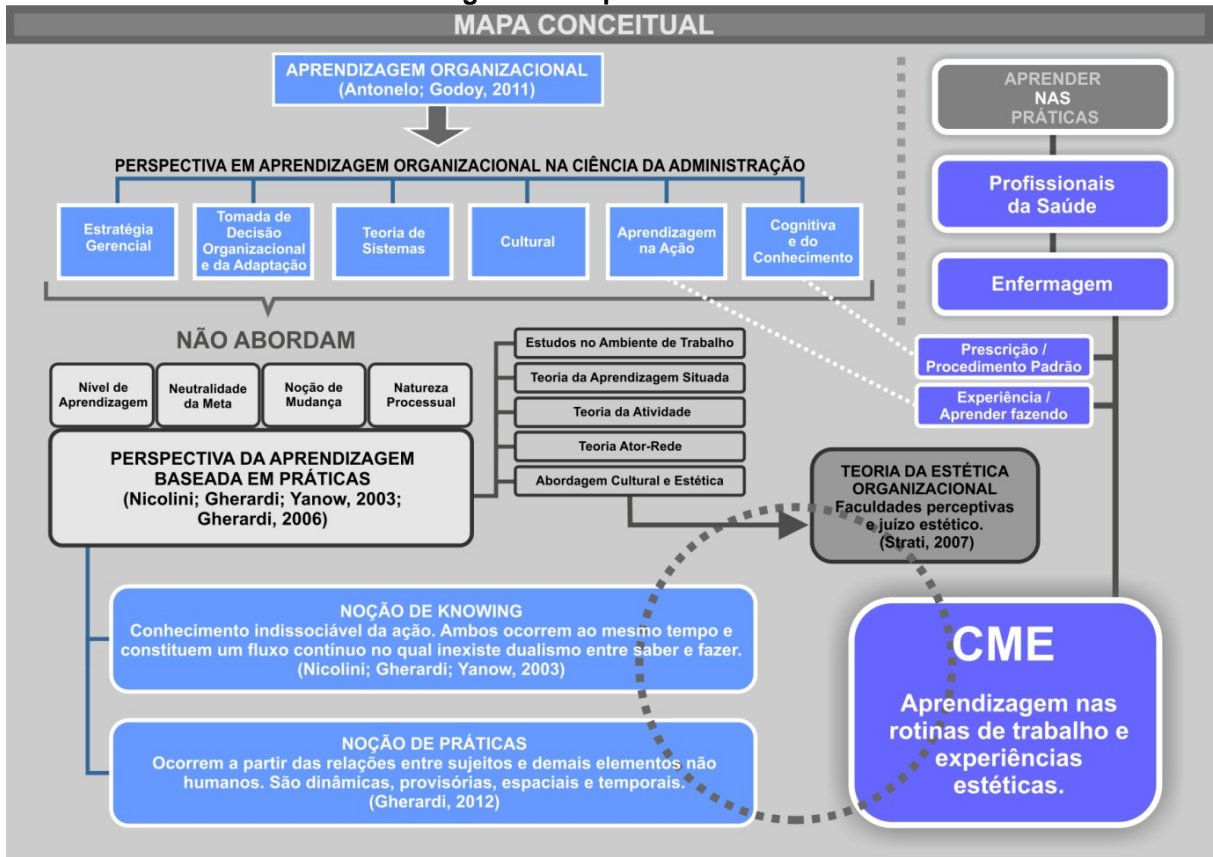 MAPA CONCEITUAL
APRENDIZAGEM ORGANIZACIONAL
(Antonelo; Godoy, 2011)
PERSPECTIVA EM APRENDIZAGEM ORGANIZACIONAL NA CIÊNCIA DA ADMINISTRAÇÃO
Estratégia
Gerencial
Tomada de
Decisão
Organizacional
e da Adaptação
Teoria de
Sistemas
Cultural
Aprendizagem
na Ação
Cognitiva
e do
Conhecimento
NÃO ABORDAM
Nível de
Aprendizagem
Neutralidade
da Meta
Noção de
Mudança
Natureza
Processual
PERSPECTIVA DA APRENDIZAGEM
BASEADA EM PRÁTICAS
(Nicolini; Gherardi; Yanow, 2003;
Gherardi, 2006)
Estudos no Ambiente de Trabalho
Teoria da Aprendizagem Situada
Teoria da Atividade
Teoria Ator-Rede
Abordagem Cultural e Estética
TEORIA DA ESTÉTICA
ORGANIZACIONAL
Faculdades perceptivas
e juízo estético.
(Strati, 2007)
NOÇÃO DE KNOWING
Conhecimento indissociável da ação. Ambos ocorrem ao mesmo tempo e
constituem um fluxo contínuo no qual inexiste dualismo entre saber e fazer.
(Nicolini; Gherardi; Yanow, 2003)
NOÇÃO DE PRÁTICAS
Ocorrem a partir das relações entre sujeitos e demais elementos não
humanos. São dinâmicas, provisórias, espaciais e temporais.
(Gherardi, 2012)
APRENDER
NAS
PRÁTICAS
Profissionais
da Saúde
Enfermagem
Prescrição /
Procedimento Padrão
Experiência /
Aprender fazendo
CME
Aprendizagem nas
rotinas de trabalho e
experiências
estéticas.